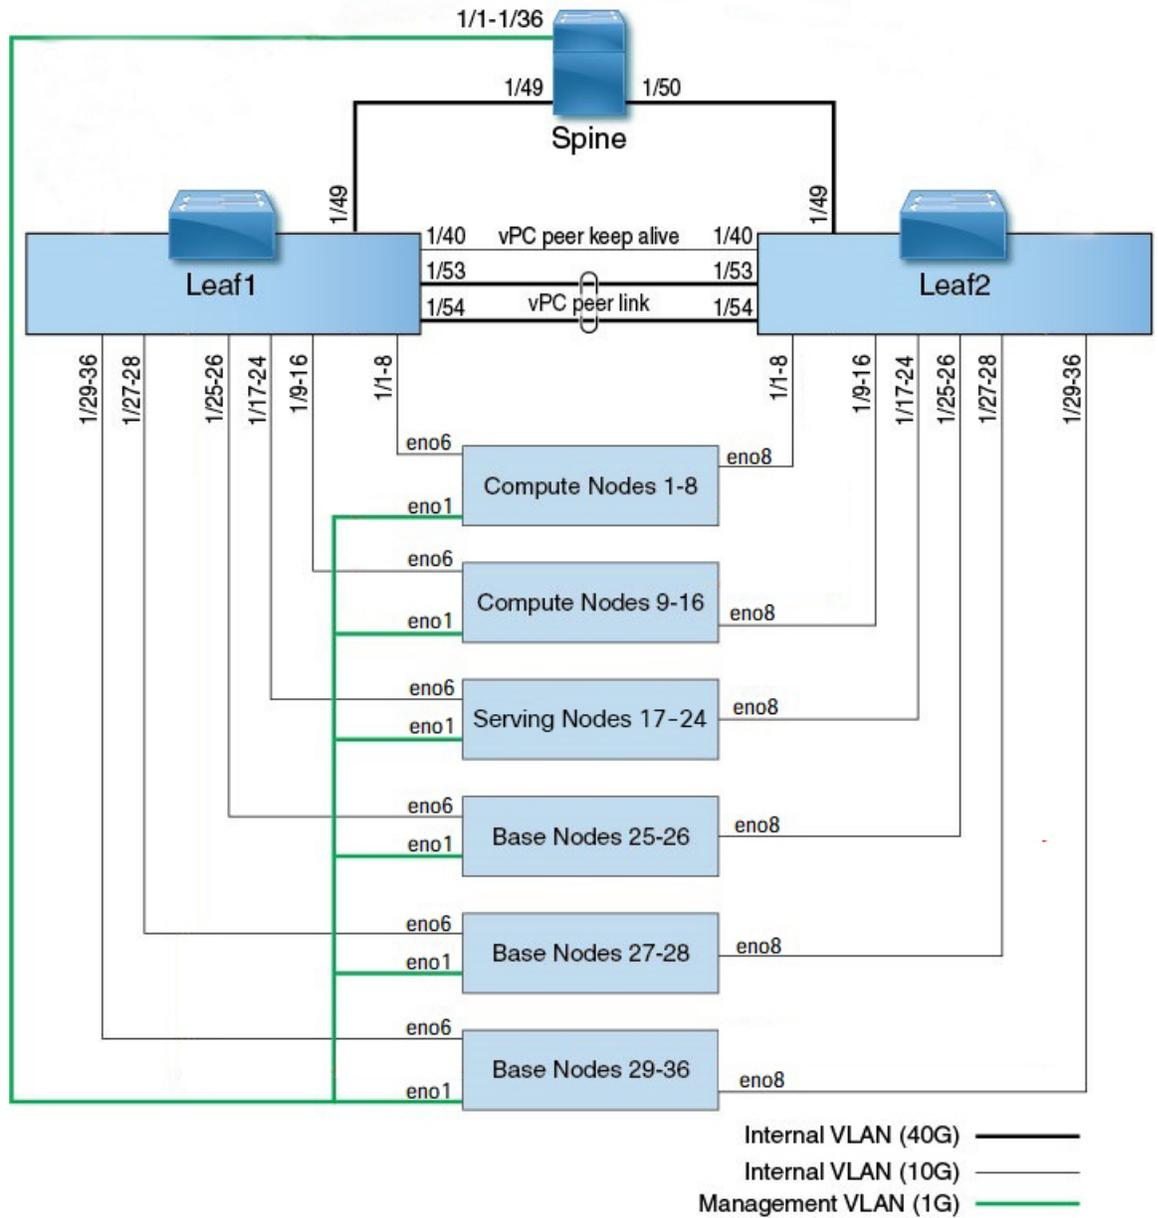 1/1-1/36
1/49
1/50
Spine
1/49
1/49
1/40 vPC peer keep alive 1/40
1/53 1/53
Leaf1
Leaf2
1/54 vPC peer link 1/54
1/29-36
1/27-28
1/25-26
1/17-24
1/9-16
1/1-8
1/1-8
1/9-16
1/17-24
1/25-26
1/27-28
1/29-36
eno6
eno8
Compute Nodes 1-8
eno1
eno6
Compute Nodes 9-16
eno8
eno1
eno6
eno8
Serving Nodes 17-24
eno1
eno6
eno8
Base Nodes 25-26
eno1
eno6
eno8
Base Nodes 27-28
eno1
eno6
Base Nodes 29-36
eno8
eno1
Internal VLAN (40G)
Internal VLAN (10G)
Management VLAN (1G)